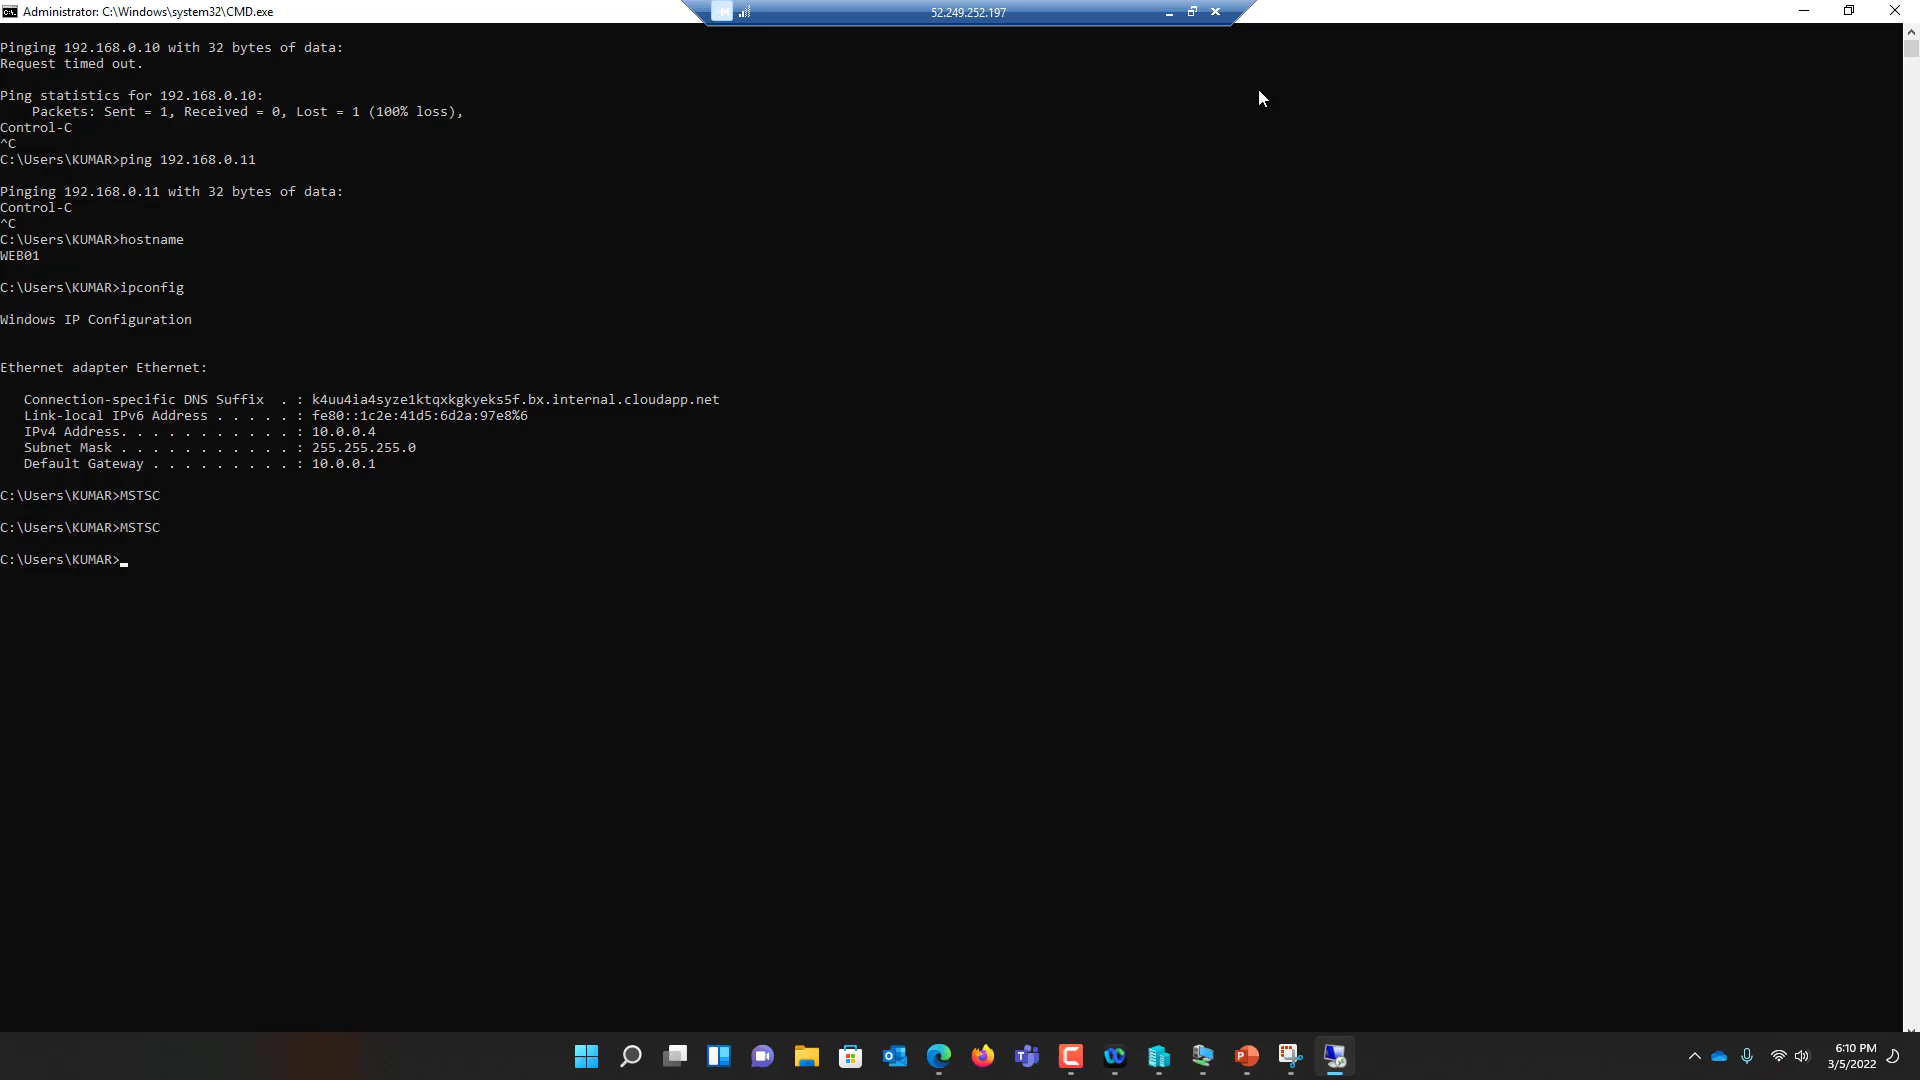 Administrator: C:\Windows\system32\CMD.exe
52.249.252.197
Pinging 192.168.0.10 with 32 bytes of data:
Request timed out.
Ping statistics for 192.168.0.10:
    Packets: Sent = 1, Received = 0, Lost = 1 (100% loss),
Control-C
^C
C:\Users\KUMAR>ping 192.168.0.11
Pinging 192.168.0.11 with 32 bytes of data:
Control-C
^C
C:\Users\KUMAR>hostname
WEB01
C:\Users\KUMAR>ipconfig
Windows IP Configuration
Ethernet adapter Ethernet:
   Connection-specific DNS Suffix  . : k4uu4ia4syze1ktqxkgkyeks5f.bx.internal.cloudapp.net
   Link-local IPv6 Address . . . . . : fe80::1c2e:41d5:6d2a:97e8%6
   IPv4 Address. . . . . . . . . . . : 10.0.0.4
   Subnet Mask . . . . . . . . . . . : 255.255.255.0
   Default Gateway . . . . . . . . . : 10.0.0.1
C:\Users\KUMAR>MSTSC
C:\Users\KUMAR>MSTSC
C:\Users\KUMAR>
6:10 PM
3/5/2022